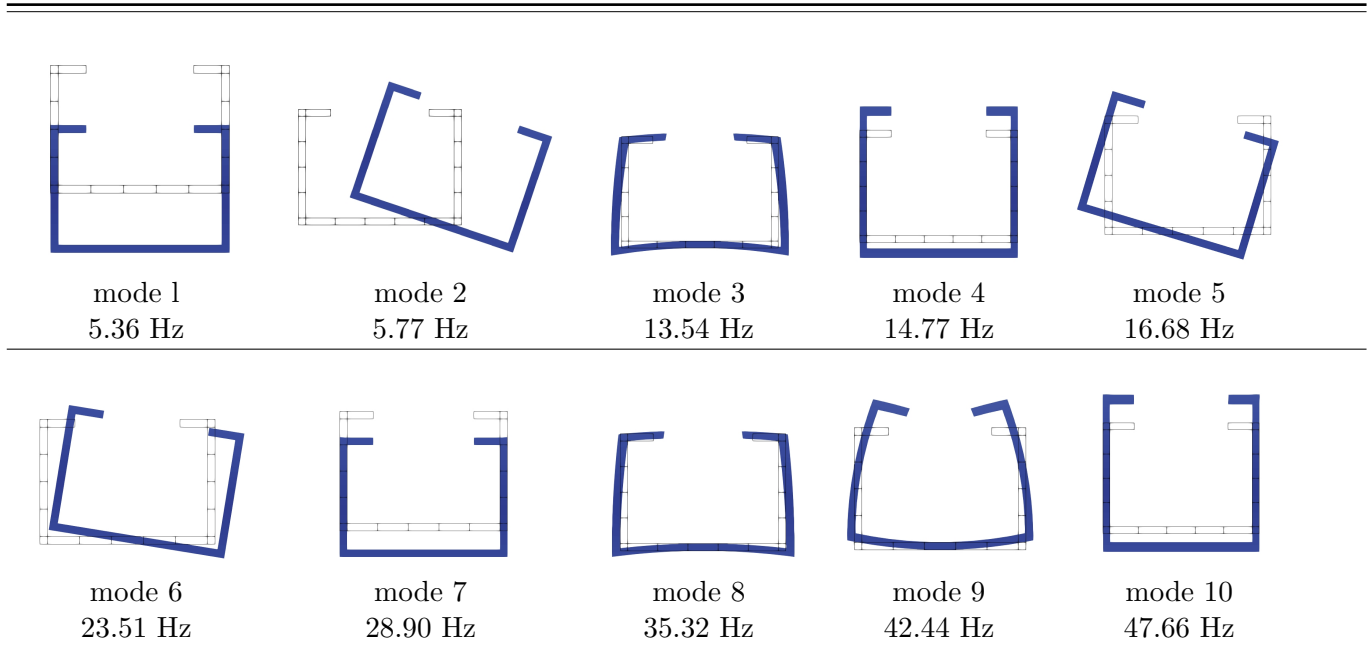 mode l mode 2 mode 3 mode 4 mode 5
5.36 Hz 5.77 Hz 13.54 Hz 14.77 Hz 16.68 Hz
mode 6 mode 7 mode 8 mode 9 mode 10
23.51 Hz 28.90 Hz 35.32 Hz 42.44 Hz 47.66 Hz